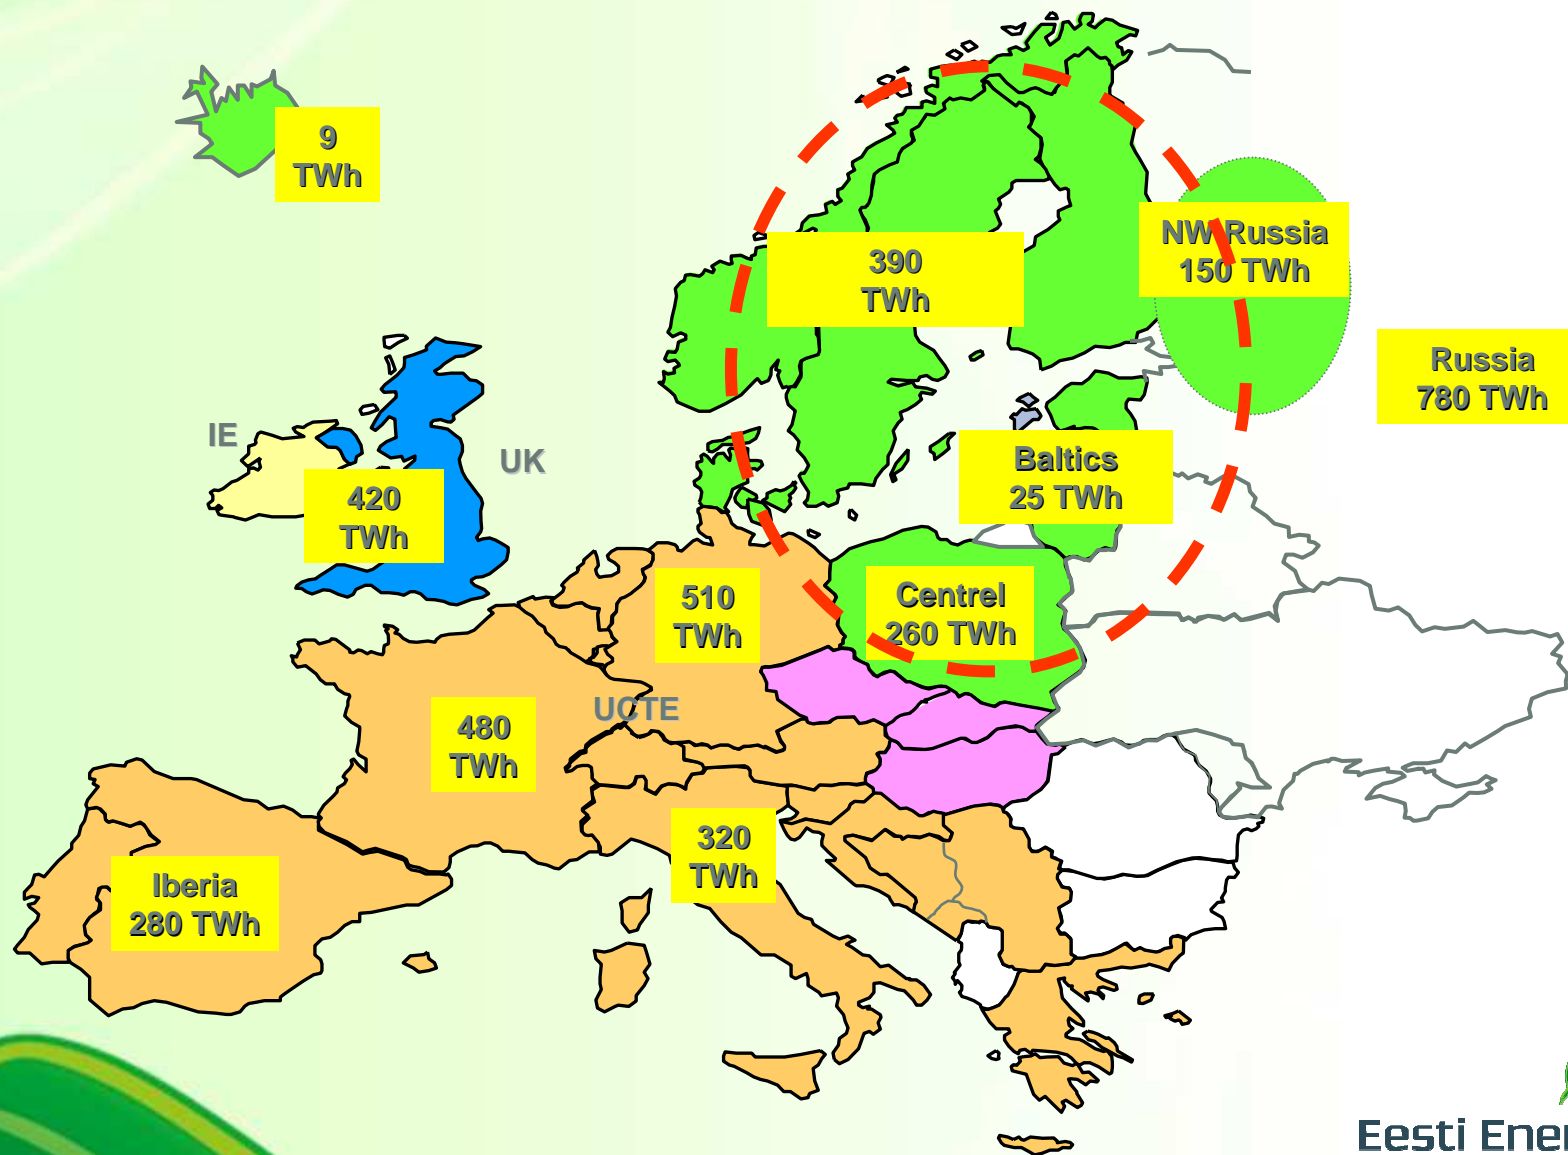 9
TWh
NW Russia
150 TWh
390
TWh
Russia
780 TWh
IE
UK
Baltics
25 TWh
420
TWh
510
TWh
Centrel
260 TWh
UCTE
480
TWh
320
TWh
Iberia
280 TWh
Eesti Ener